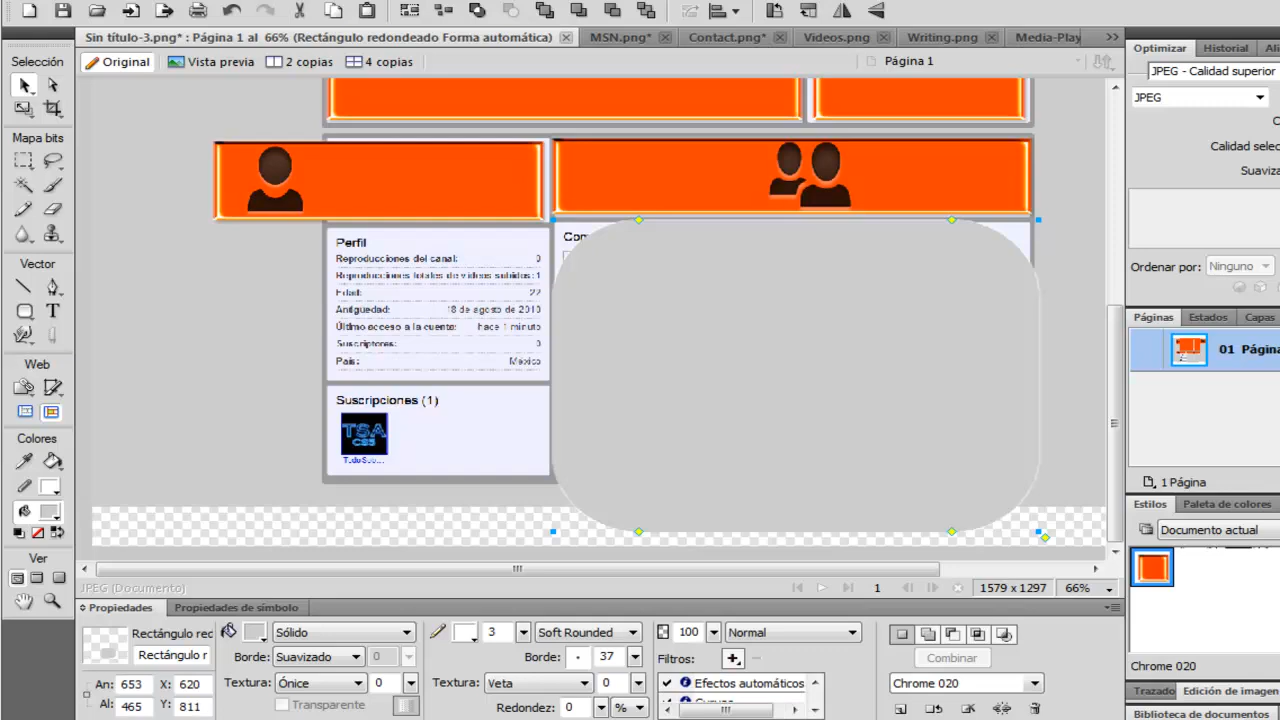 Sin título-3.png* : Página 1 al 66% (Rectángulo redondeado Forma automática)
MSN.png*
Contact.png*
Videos.png
Writing.png
Media-Play
Original
Vista previa
2 copias
4 copias
Página 1
Selección
Mapa bits
Vector
Web
Colores
Ver
Perfil
Reproducciones del canal: 0
Reproducciones totales de videos subidos: 1
Edad: 22
Antigüedad: 18 de agosto de 2010
Último acceso a la cuenta: hace 1 minuto
Suscriptores: 0
País: México
Suscripciones (1)
TSA
CS5
TodoSob...
Com
JPEG (Documento)
1
1579 x 1297
66%
Propiedades
Propiedades de símbolo
Rectángulo rec
Rectángulo r
An: 653 X: 620
Al: 465 Y: 811
Sólido
Borde: Suavizado 0
Textura: Ónice 0
Transparente
3 Soft Rounded
Borde: 37
Textura: Veta 0
Redondez: 0 %
100 Normal
Filtros:
Efectos automáticos
Combinar
Chrome 020
Optimizar
Historial
JPEG - Calidad superior
JPEG
Calidad selec
Suaviza
Ordenar por: Ninguno
Páginas
Estados
Capas
01 Página
1 Página
Estilos
Paleta de colores
Documento actual
Chrome 020
Trazado
Edición de imagen
Biblioteca de documentos